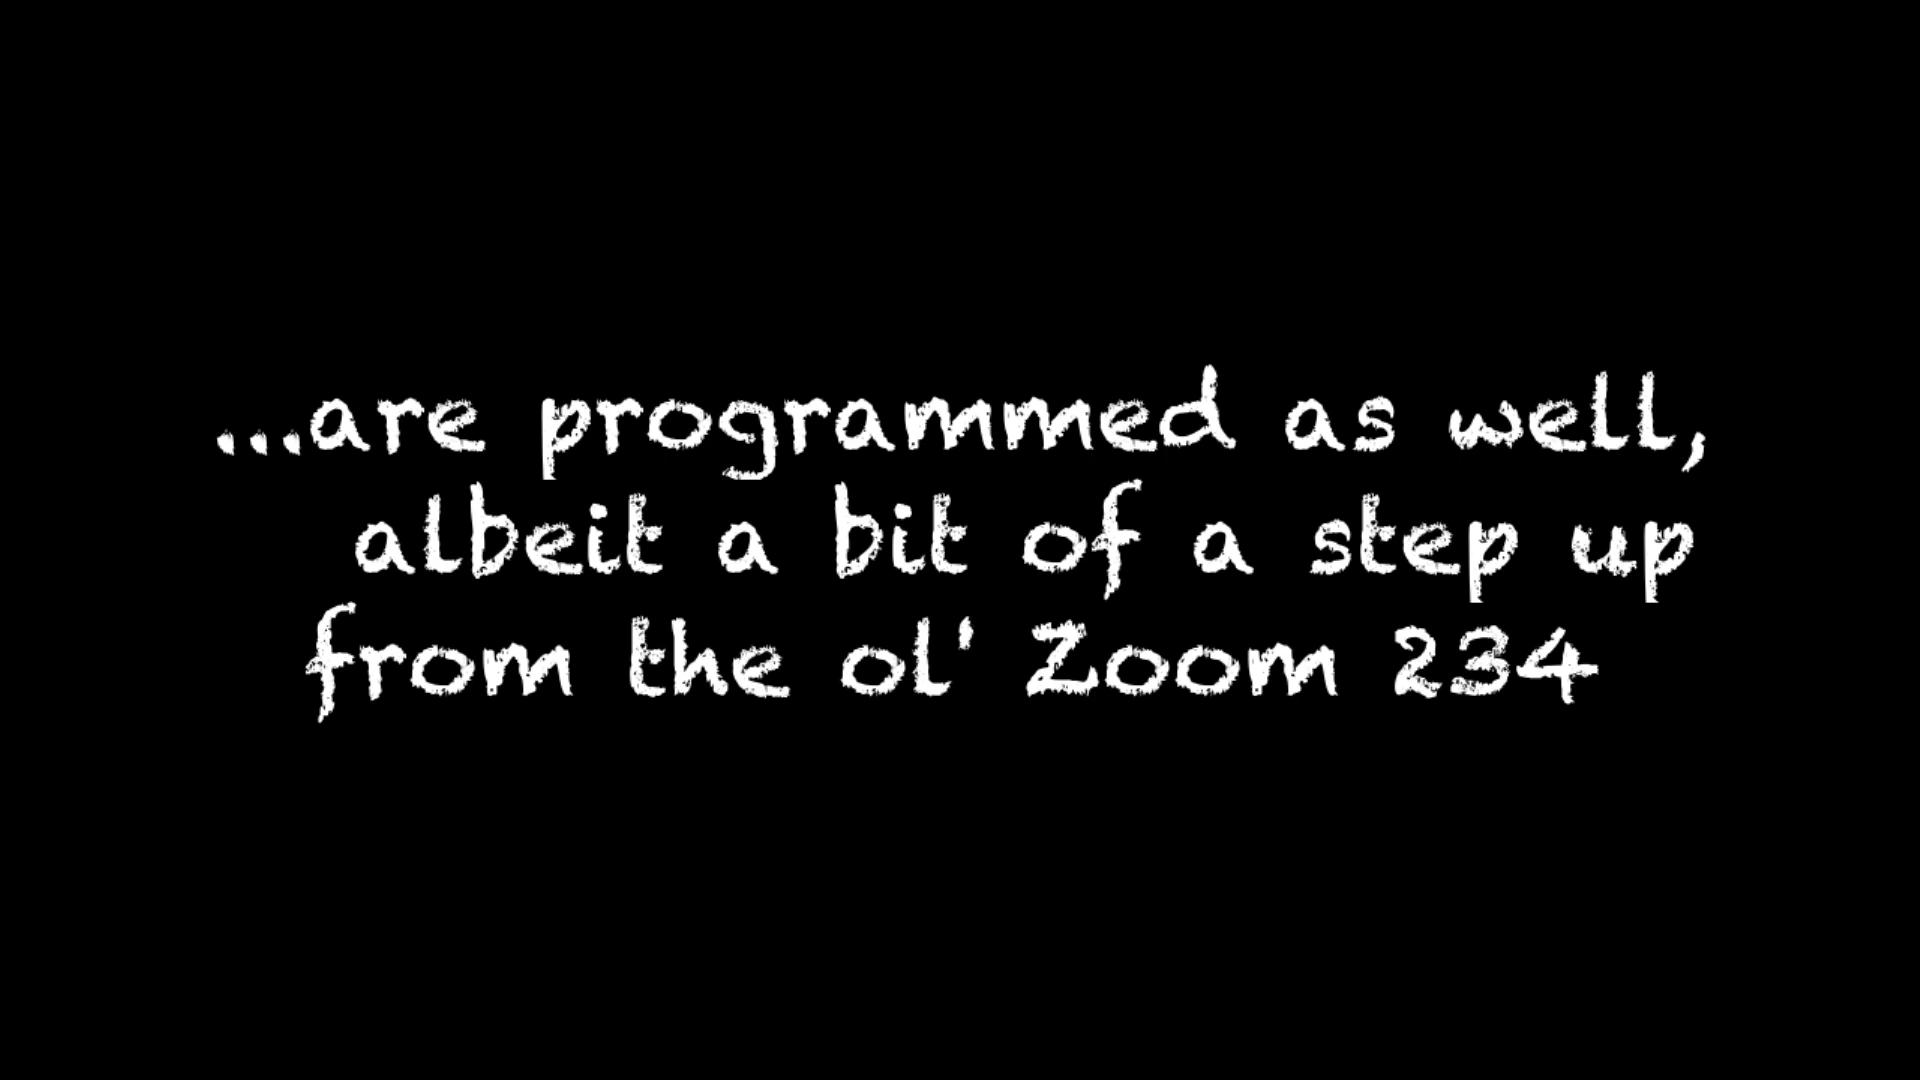 ...are programmed as well,
albeit a bit of a step up
from the ol' Zoom 234